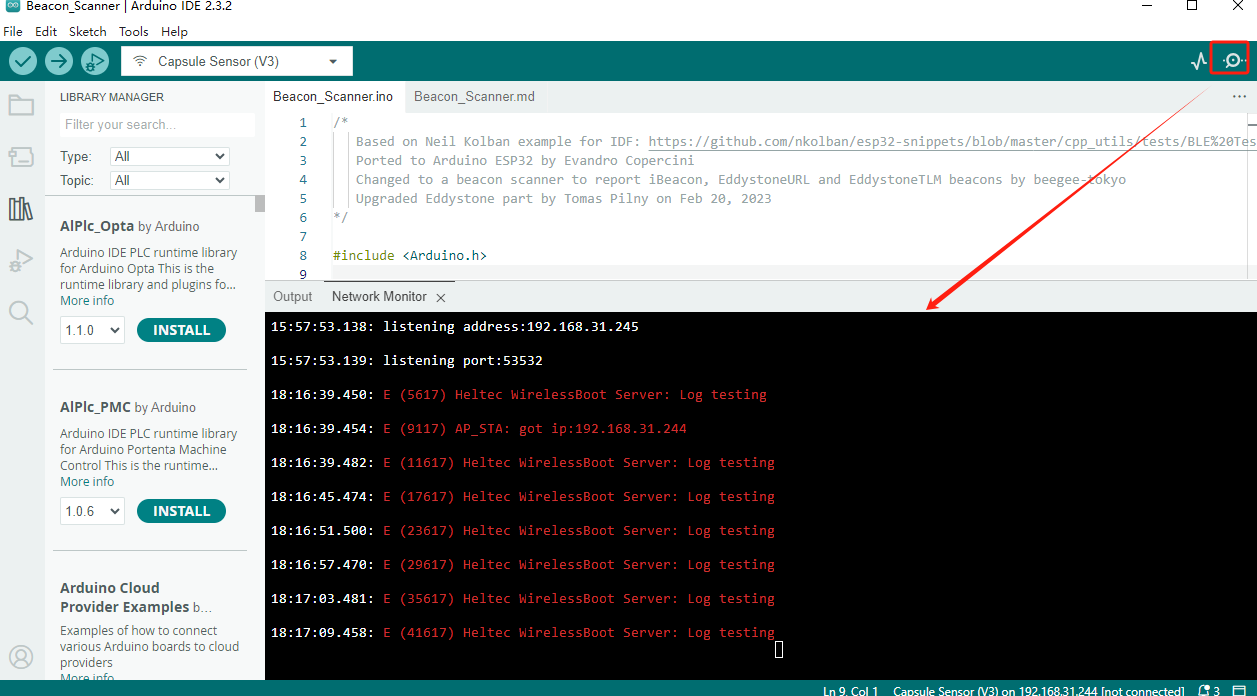 Beacon_Scanner | Arduino IDE 2.3.2
File Edit Sketch Tools Help
Capsule Sensor (V3)
LIBRARY MANAGER
Filter your search...
Type: All
Topic: All
AlPlc_Opta by Arduino
Arduino IDE PLC runtime library
for Arduino Opta This is the
runtime library and plugins fo...
More info
1.1.0 INSTALL
AlPlc_PMC by Arduino
Arduino IDE PLC runtime library
for Arduino Portenta Machine
Control This is the runtime...
More info
1.0.6 INSTALL
Arduino Cloud
Provider Examples b...
Examples of how to connect
various Arduino boards to cloud
providers
More info
Beacon_Scanner.ino Beacon_Scanner.md
1 /*
2 Based on Neil Kolban example for IDF: https://github.com/nkolban/esp32-snippets/blob/master/cpp_utils/tests/BLE%20Tes
3 Ported to Arduino ESP32 by Evandro Copercini
4 Changed to a beacon scanner to report iBeacon, EddystoneURL and EddystoneTLM beacons by beegee-tokyo
5 Upgraded Eddystone part by Tomas Pilny on Feb 20, 2023
6 */
7
8 #include <Arduino.h>
9
Output Network Monitor
15:57:53.138: listening address:192.168.31.245
15:57:53.139: listening port:53532
18:16:39.450: E (5617) Heltec WirelessBoot Server: Log testing
18:16:39.454: E (9117) AP_STA: got ip:192.168.31.244
18:16:39.482: E (11617) Heltec WirelessBoot Server: Log testing
18:16:45.474: E (17617) Heltec WirelessBoot Server: Log testing
18:16:51.500: E (23617) Heltec WirelessBoot Server: Log testing
18:16:57.470: E (29617) Heltec WirelessBoot Server: Log testing
18:17:03.481: E (35617) Heltec WirelessBoot Server: Log testing
18:17:09.458: E (41617) Heltec WirelessBoot Server: Log testing
Ln 9, Col 1 Capsule Sensor (V3) on 192.168.31.244 [not connected] 3